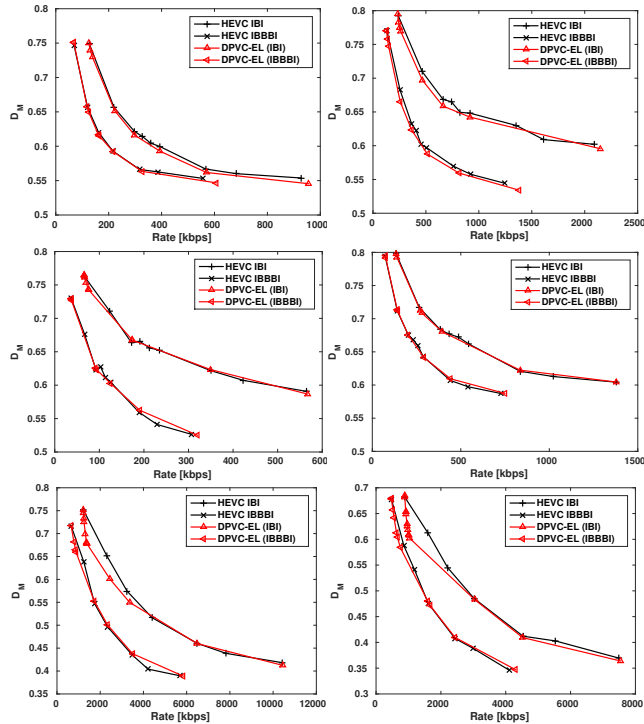 0.8
0.75
0.7
0.65
0.6
0.55
0.5
D_M
HEVC IBI
HEVC IBBBI
DPVC-EL (IBI)
DPVC-EL (IBBBI)
0 200 400 600 800 1000
Rate [kbps]
0.8
0.75
0.7
0.65
0.6
0.55
0.5
D_M
HEVC IBI
HEVC IBBBI
DPVC-EL (IBI)
DPVC-EL (IBBBI)
0 500 1000 1500 2000 2500
Rate [kbps]
0.8
0.75
0.7
0.65
0.6
0.55
0.5
D_M
HEVC IBI
HEVC IBBBI
DPVC-EL (IBI)
DPVC-EL (IBBBI)
0 100 200 300 400 500 600
Rate [kbps]
0.8
0.75
0.7
0.65
0.6
0.55
0.5
D_M
HEVC IBI
HEVC IBBBI
DPVC-EL (IBI)
DPVC-EL (IBBBI)
0 500 1000 1500
Rate [kbps]
0.8
0.75
0.7
0.65
0.6
0.55
0.5
0.45
0.4
0.35
D_M
HEVC IBI
HEVC IBBBI
DPVC-EL (IBI)
DPVC-EL (IBBBI)
0 2000 4000 6000 8000 10000 12000
Rate [kbps]
0.7
0.65
0.6
0.55
0.5
0.45
0.4
0.35
0.3
D_M
HEVC IBI
HEVC IBBBI
DPVC-EL (IBI)
DPVC-EL (IBBBI)
0 2000 4000 6000 8000
Rate [kbps]